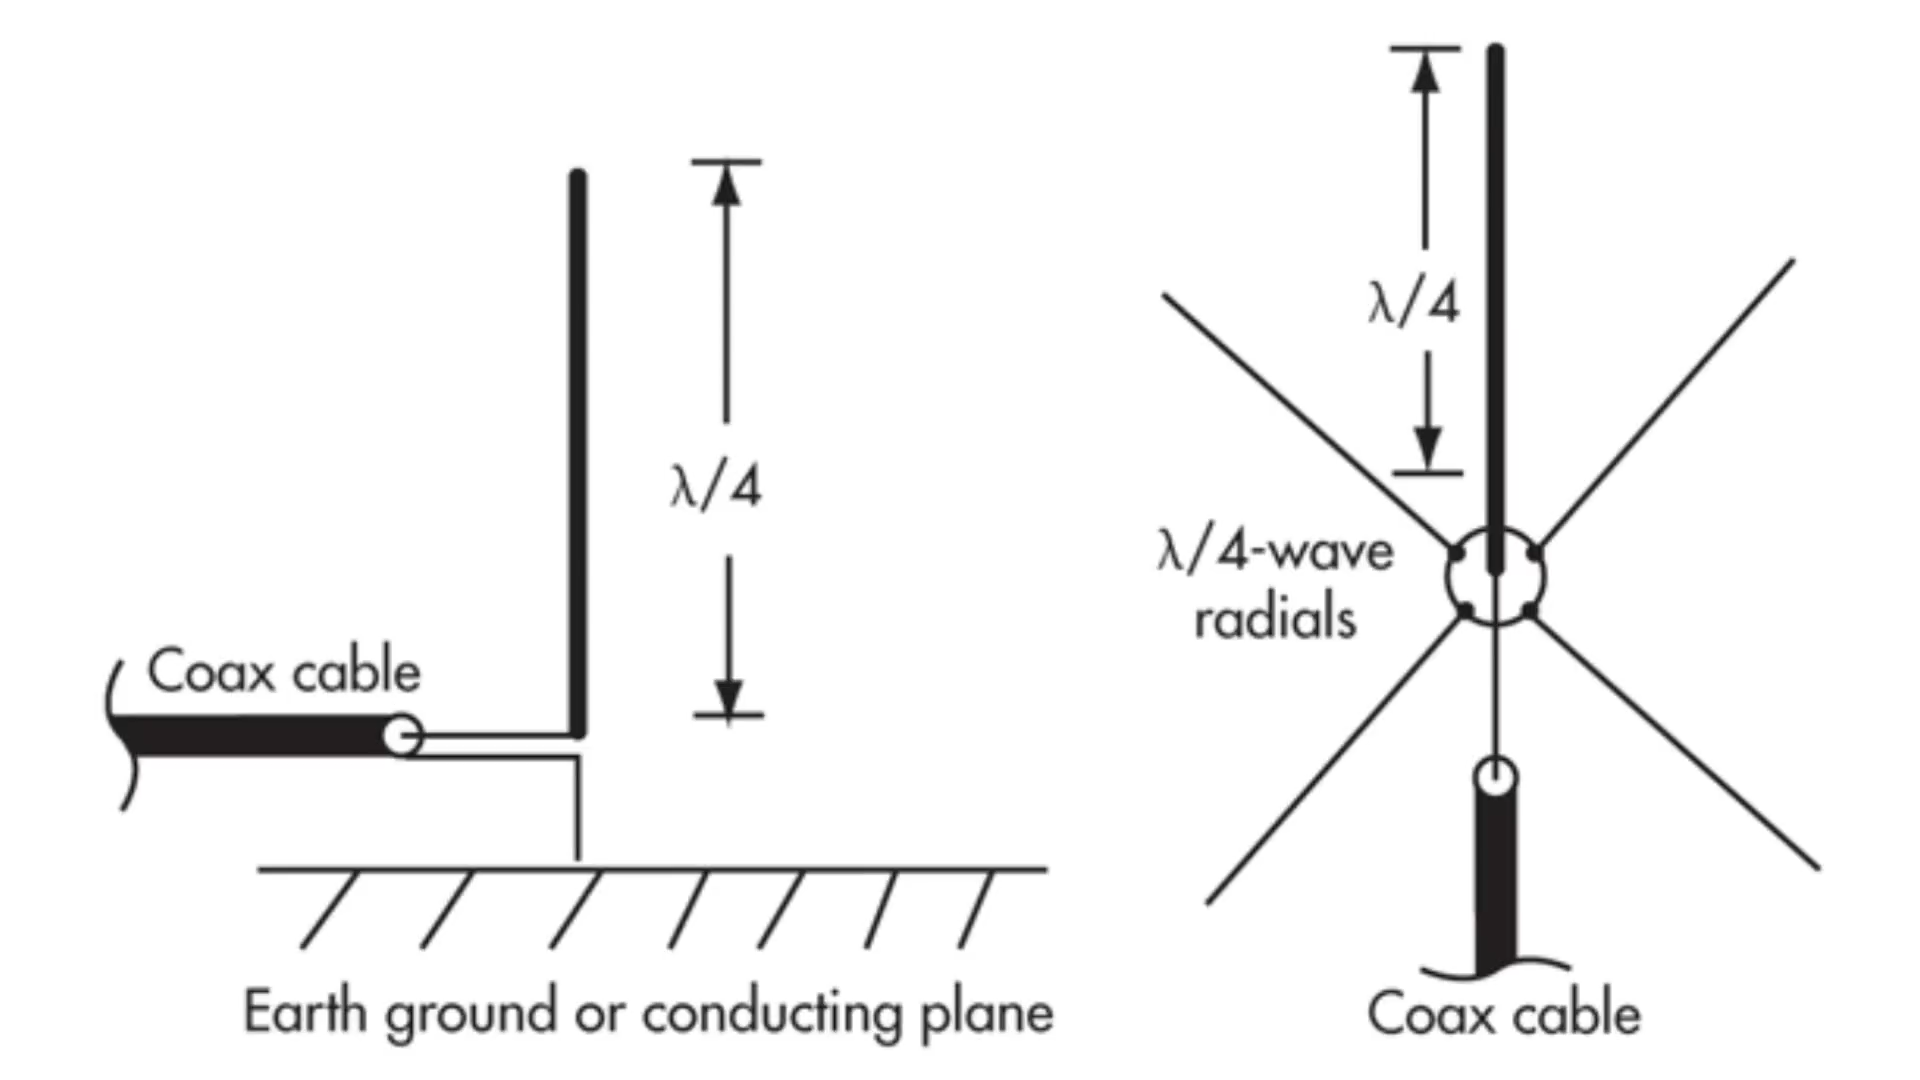 λ/4
Coax cable
Earth ground or conducting plane
λ/4
λ/4-wave
radials
Coax cable